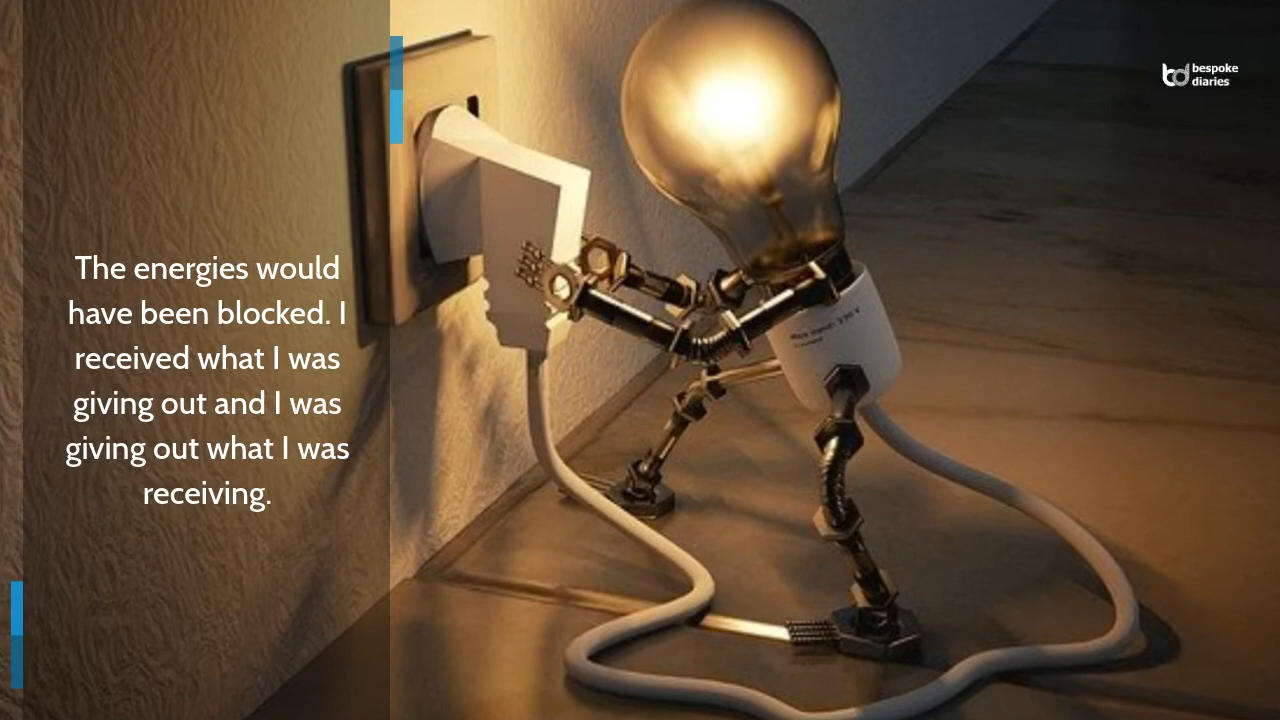 bespoke
diaries
The energies would
have been blocked. I
received what I was
giving out and I was
giving out what I was
receiving.